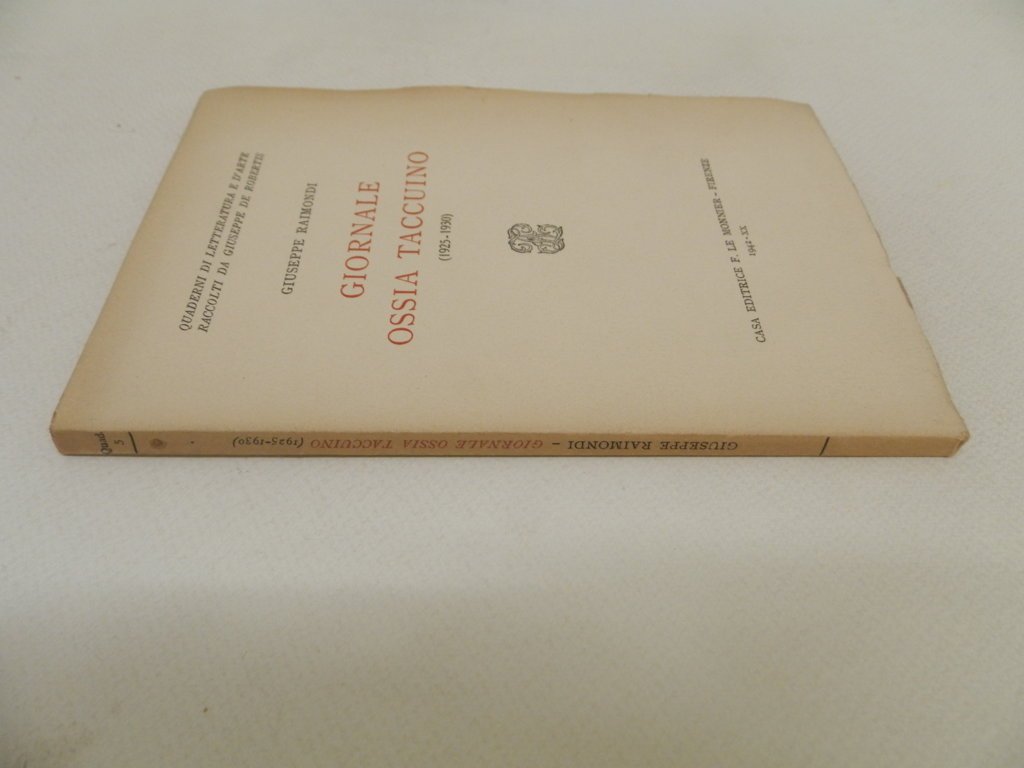 QUADERNI DI LETTERATURA E D'ARTE
RACCOLTI DA GIUSEPPE DE ROBERTIS
GIUSEPPE RAIMONDI
GIORNALE
OSSIA TACCUINO
(1925-1930)
CASA EDITRICE F. LE MONNIER - FIRENZE
1942-XX
GIUSEPPE RAIMONDI - GIORNALE OSSIA TACCUINO (1925-1930)
Quad
5